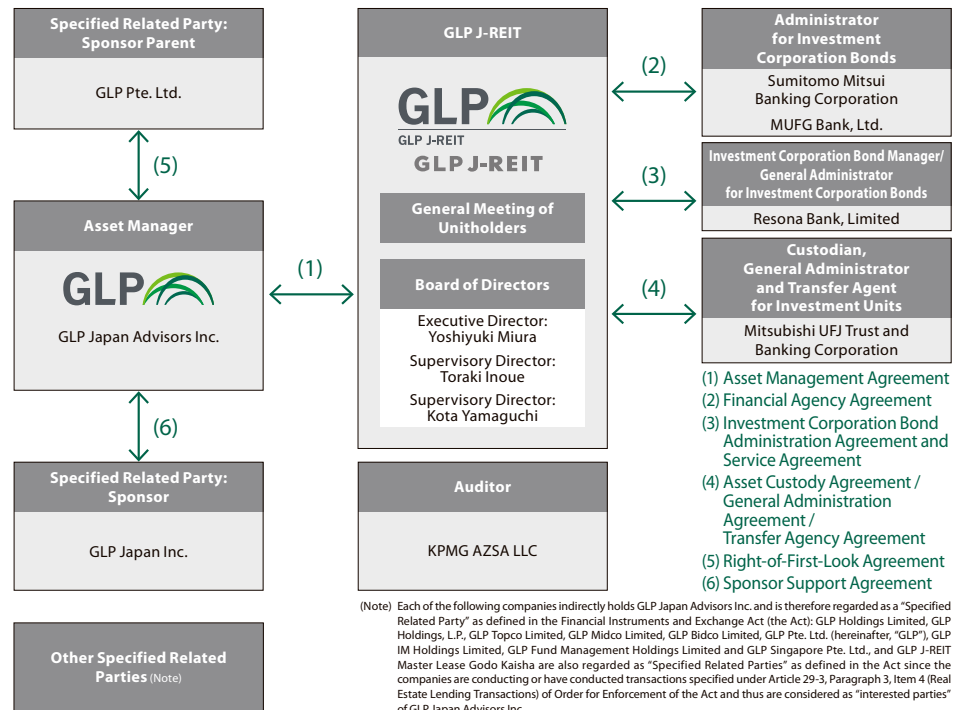 Specified Related Party:
Sponsor Parent
GLP Pte. Ltd.
(5)
Asset Manager
GLP
GLP Japan Advisors Inc.
(6)
Specified Related Party:
Sponsor
GLP Japan Inc.
Other Specified Related
Parties (Note)
(1)
GLP J-REIT
GLP
GLP J-REIT
GLP J-REIT
General Meeting of
Unitholders
Board of Directors
Executive Director:
Yoshiyuki Miura
Supervisory Director:
Toraki Inoue
Supervisory Director:
Kota Yamaguchi
Auditor
KPMG AZSA LLC
(2)
Administrator
for Investment
Corporation Bonds
Sumitomo Mitsui
Banking Corporation
MUFG Bank, Ltd.
(3)
Investment Corporation Bond Manager/
General Administrator
for Investment Corporation Bonds
Resona Bank, Limited
(4)
Custodian,
General Administrator
and Transfer Agent
for Investment Units
Mitsubishi UFJ Trust and
Banking Corporation
(1) Asset Management Agreement
(2) Financial Agency Agreement
(3) Investment Corporation Bond
Administration Agreement and
Service Agreement
(4) Asset Custody Agreement /
General Administration
Agreement /
Transfer Agency Agreement
(5) Right-of-First-Look Agreement
(6) Sponsor Support Agreement
(Note) Each of the following companies indirectly holds GLP Japan Advisors Inc. and is therefore regarded as a "Specified
Related Party" as defined in the Financial Instruments and Exchange Act (the Act): GLP Holdings Limited, GLP
Holdings, L.P., GLP Topco Limited, GLP Midco Limited, GLP Bidco Limited, GLP Pte. Ltd. (hereinafter, "GLP"), GLP
IM Holdings Limited, GLP Fund Management Holdings Limited and GLP Singapore Pte. Ltd., and GLP J-REIT
Master Lease Godo Kaisha are also regarded as "Specified Related Parties" as defined in the Act since the
companies are conducting or have conducted transactions specified under Article 29-3, Paragraph 3, Item 4 (Real
Estate Lending Transactions) of Order for Enforcement of the Act and thus are considered as "interested parties"
of GLP Japan Advisors Inc.